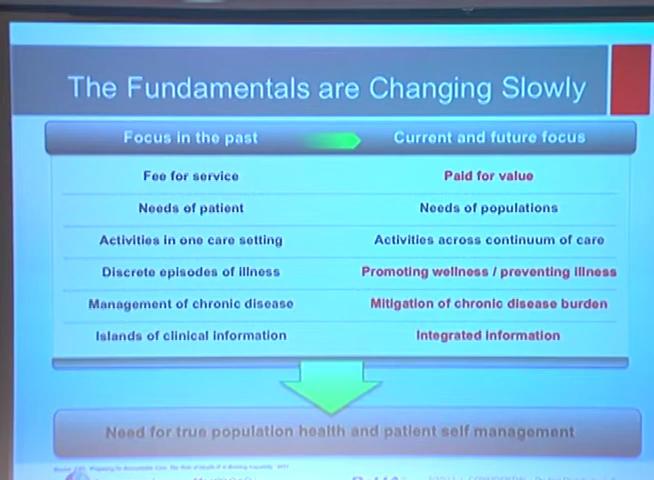 The Fundamentals are Changing Slowly
Focus in the past Current and future focus
Fee for service Paid for value
Needs of patient Needs of populations
Activities in one care setting Activities across continuum of care
Discrete episodes of illness Promoting wellness / preventing illness
Management of chronic disease Mitigation of chronic disease burden
Islands of clinical information Integrated information
Need for true population health and patient self management